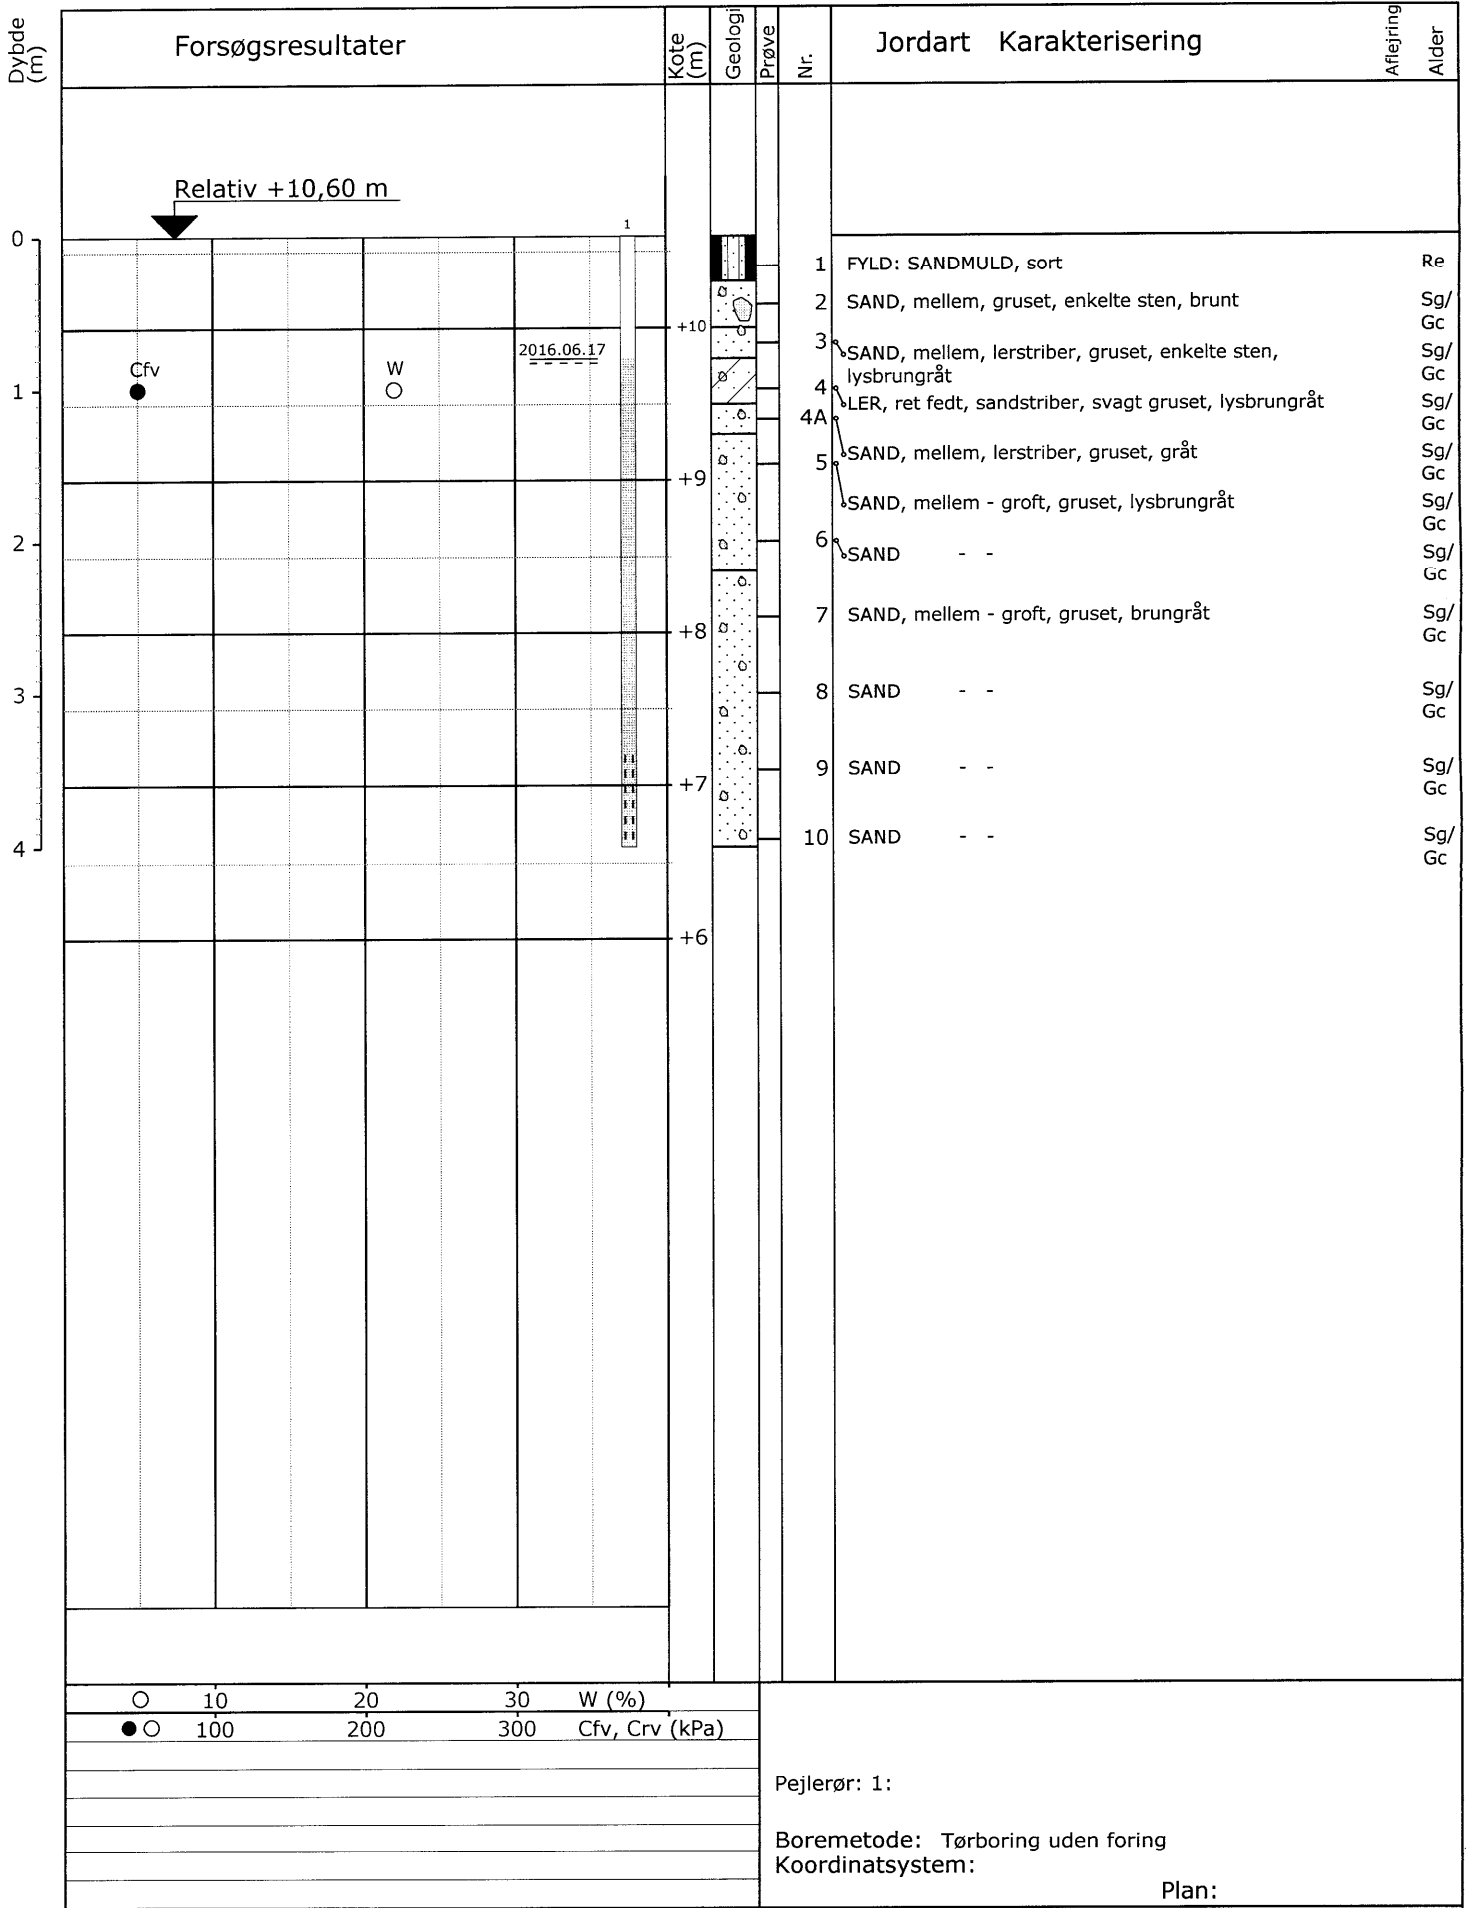 Dybde (m)
Forsøgsresultater
Kote (m)
Geologi
Prøve
Nr.
Jordart Karakterisering
Aflejring
Alder
Relativ +10,60 m
1
0
1 FYLD: SANDMULD, sort Re
2 SAND, mellem, gruset, enkelte sten, brunt Sg/
Gc
+10
3 SAND, mellem, lerstriber, gruset, enkelte sten, Sg/
lysbrungråt Gc
2016.06.17
Cfv
W
1
4 LER, ret fedt, sandstriber, svagt gruset, lysbrungråt Sg/
Gc
4A SAND, mellem, lerstriber, gruset, gråt Sg/
Gc
5 SAND, mellem - groft, gruset, lysbrungråt Sg/
Gc
+9
2
6 SAND - - Sg/
Gc
7 SAND, mellem - groft, gruset, brungråt Sg/
Gc
+8
3
8 SAND - - Sg/
Gc
9 SAND - - Sg/
Gc
+7
4
10 SAND - - Sg/
Gc
+6
10 20 30 W (%)
100 200 300 Cfv, Crv (kPa)
Pejlerør: 1:
Boremetode: Tørboring uden foring
Koordinatsystem:
Plan: